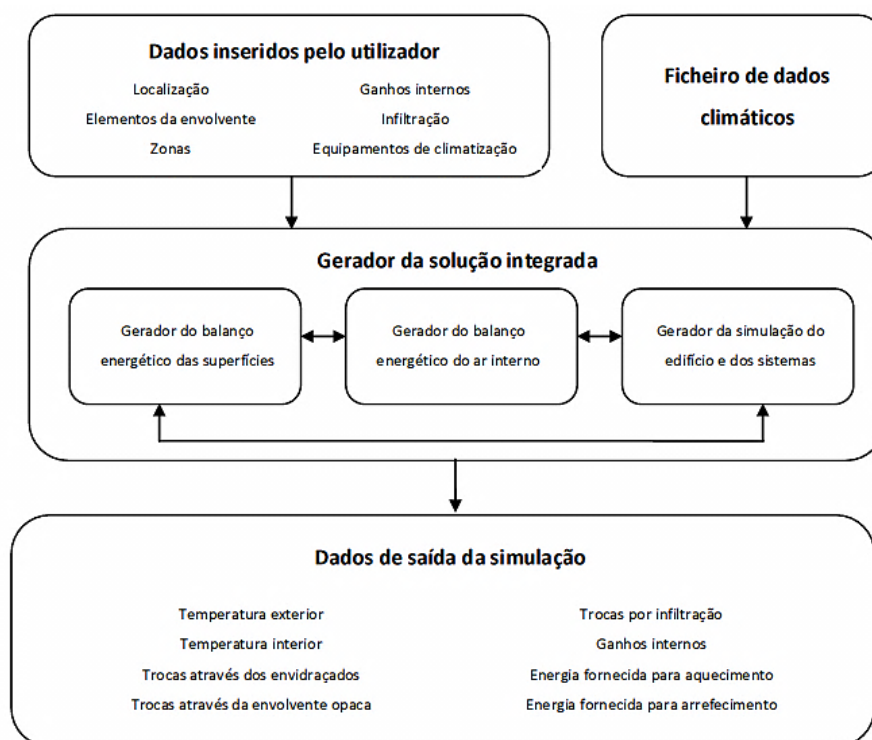 Dados inseridos pelo utilizador
Localização
Ganhos internos
Elementos da envolvente
Infiltração
Zonas
Equipamentos de climatização
Ficheiro de dados
climáticos
Gerador da solução integrada
Gerador do balanço
energético das superfícies
Gerador do balanço
energético do ar interno
Gerador da simulação do
edifício e dos sistemas
Dados de saída da simulação
Temperatura exterior
Trocas por infiltração
Temperatura interior
Ganhos internos
Trocas através dos envidraçados
Energia fornecida para aquecimento
Trocas através da envolvente opaca
Energia fornecida para arrefecimento